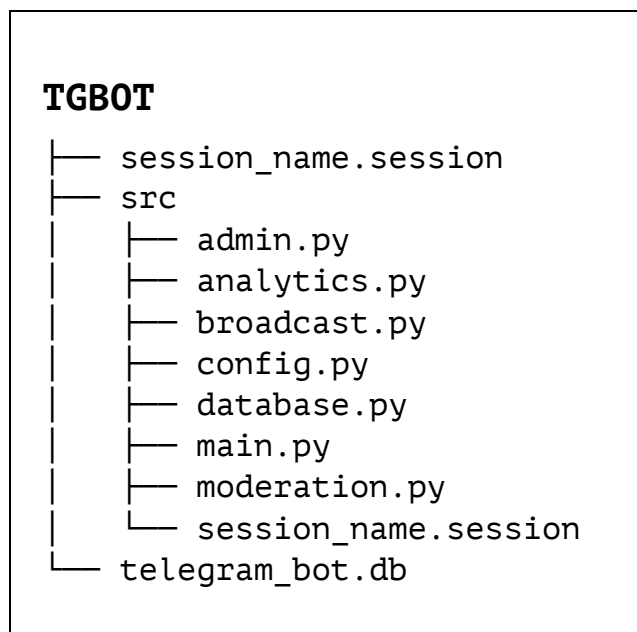 TGBOT
├── session_name.session
├── src
│   ├── admin.py
│   ├── analytics.py
│   ├── broadcast.py
│   ├── config.py
│   ├── database.py
│   ├── main.py
│   ├── moderation.py
│   └── session_name.session
└── telegram_bot.db